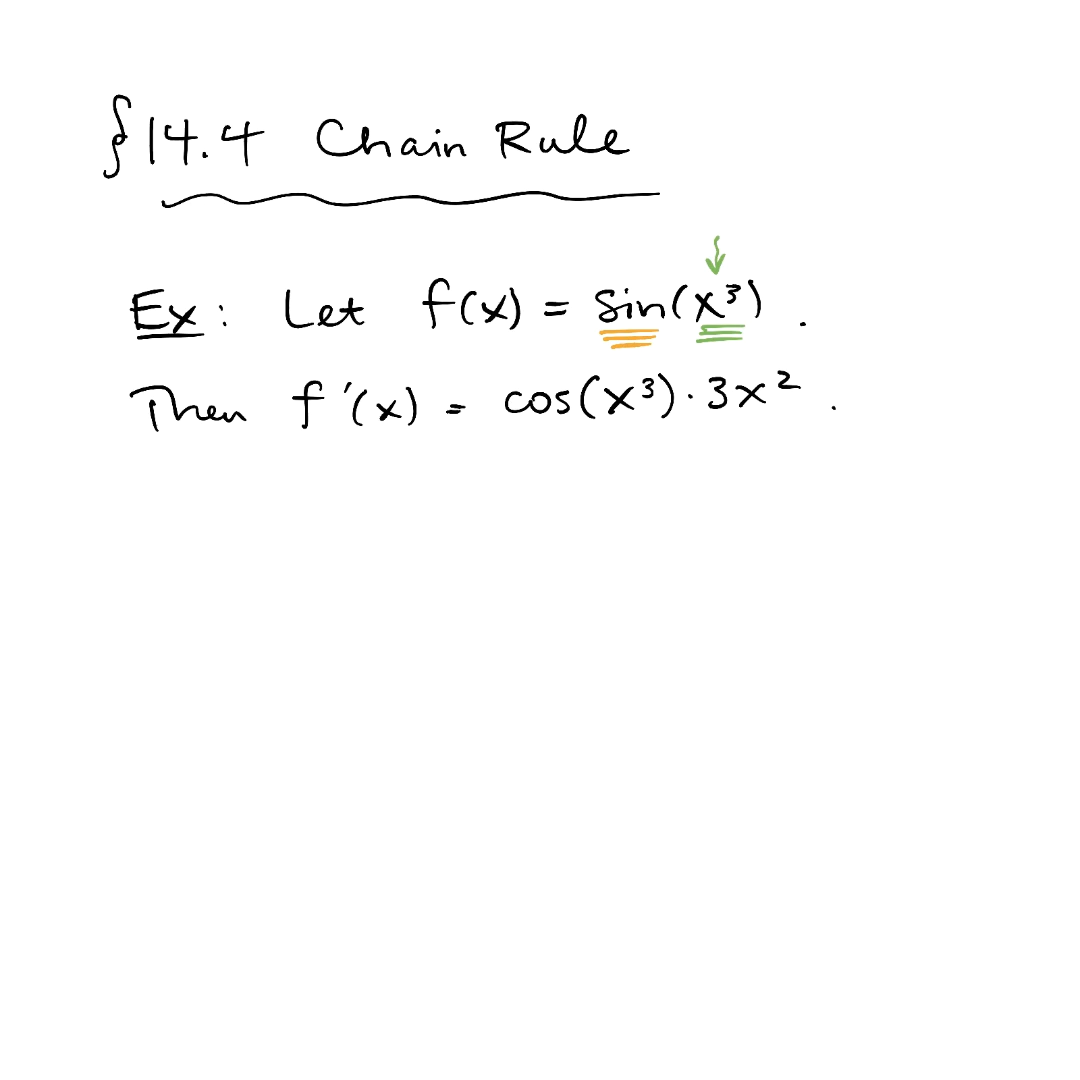 §14.4 Chain Rule
Ex: Let f(x) = sin(x³).
Then f'(x) = cos(x³)·3x².